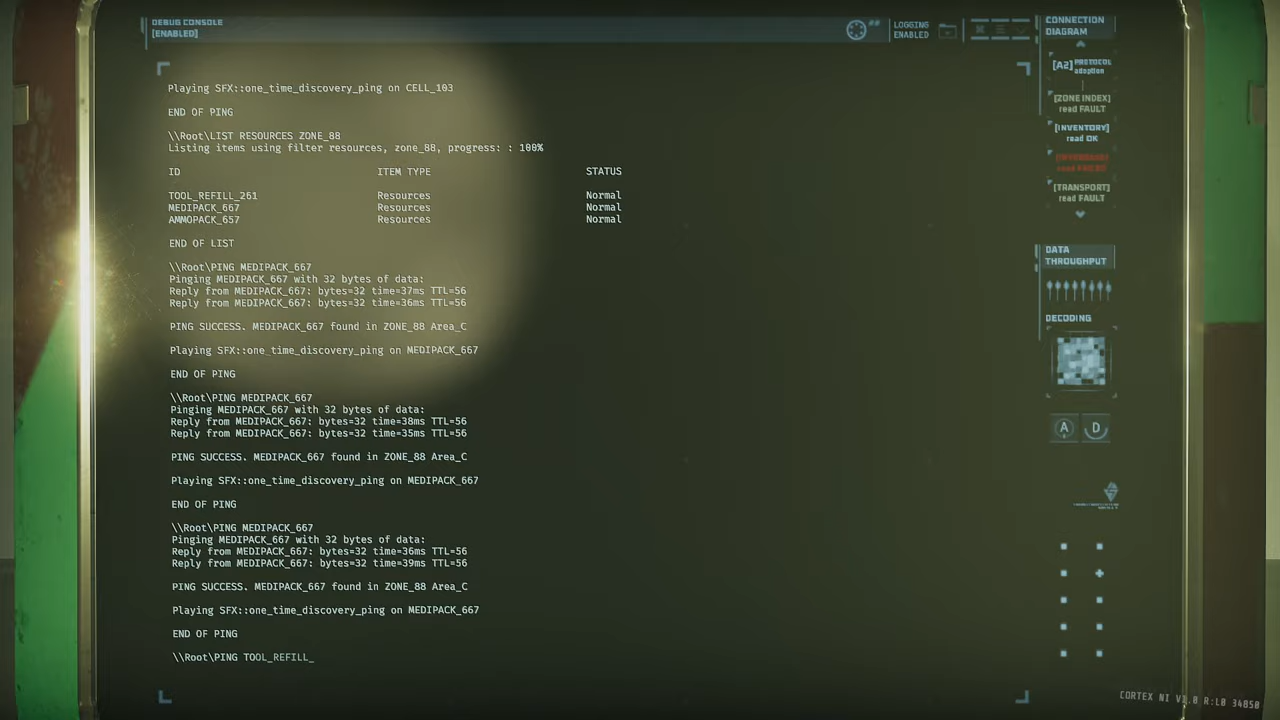 DEBUG CONSOLE
[ENABLED]
LOGGING
ENABLED
CONNECTION
DIAGRAM
[A2] PROTOCOL
adaption
[ZONE INDEX]
read FAULT
[INVENTORY]
read OK
read FAILED
[TRANSPORT]
read FAULT
DATA
THROUGHPUT
DECODING
A D
Playing SFX::one_time_discovery_ping on CELL_103
END OF PING
\\Root\LIST RESOURCES ZONE_88
Listing items using filter resources, zone_88, progress: : 100%
ID ITEM TYPE STATUS
TOOL_REFILL_261 Resources Normal
MEDIPACK_667 Resources Normal
AMMOPACK_657 Resources Normal
END OF LIST
\\Root\PING MEDIPACK_667
Pinging MEDIPACK_667 with 32 bytes of data:
Reply from MEDIPACK_667: bytes=32 time=37ms TTL=56
Reply from MEDIPACK_667: bytes=32 time=36ms TTL=56
PING SUCCESS. MEDIPACK_667 found in ZONE_88 Area_C
Playing SFX::one_time_discovery_ping on MEDIPACK_667
END OF PING
\\Root\PING MEDIPACK_667
Pinging MEDIPACK_667 with 32 bytes of data:
Reply from MEDIPACK_667: bytes=32 time=38ms TTL=56
Reply from MEDIPACK_667: bytes=32 time=35ms TTL=56
PING SUCCESS. MEDIPACK_667 found in ZONE_88 Area_C
Playing SFX::one_time_discovery_ping on MEDIPACK_667
END OF PING
\\Root\PING MEDIPACK_667
Pinging MEDIPACK_667 with 32 bytes of data:
Reply from MEDIPACK_667: bytes=32 time=36ms TTL=56
Reply from MEDIPACK_667: bytes=32 time=39ms TTL=56
PING SUCCESS. MEDIPACK_667 found in ZONE_88 Area_C
Playing SFX::one_time_discovery_ping on MEDIPACK_667
END OF PING
\\Root\PING TOOL_REFILL_
CORTEX NI V1.0 R:L0 34850